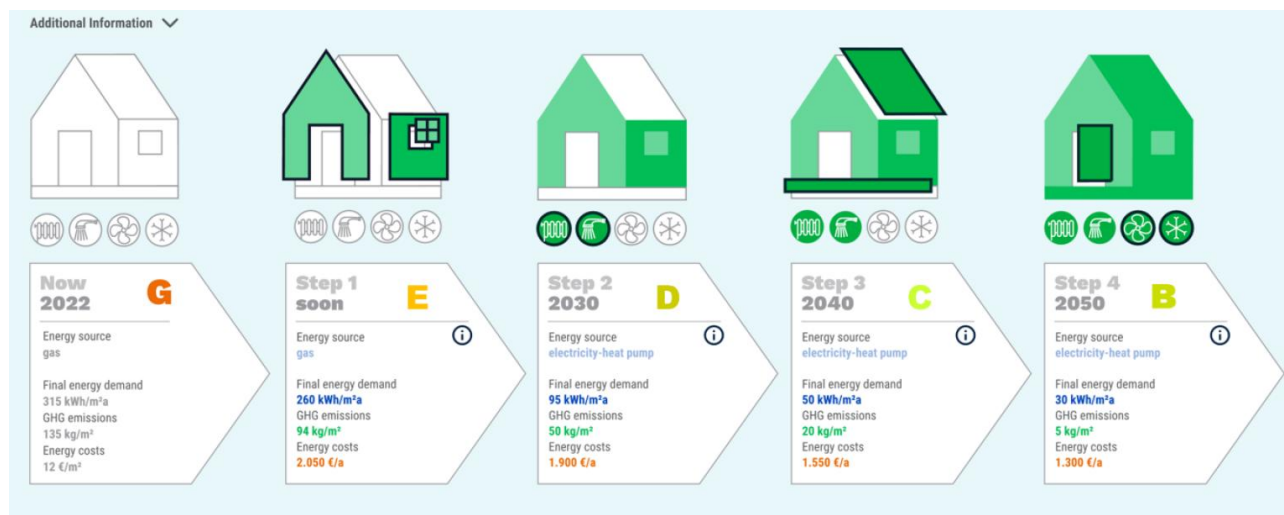 Additional Information
Now
2022
G
Energy source
gas
Final energy demand
315 kWh/m²a
GHG emissions
135 kg/m²
Energy costs
12 €/m²
Step 1
soon
E
Energy source
gas
Final energy demand
260 kWh/m²a
GHG emissions
94 kg/m²
Energy costs
2.050 €/a
Step 2
2030
D
Energy source
electricity-heat pump
Final energy demand
95 kWh/m²a
GHG emissions
50 kg/m²
Energy costs
1.900 €/a
Step 3
2040
C
Energy source
electricity-heat pump
Final energy demand
50 kWh/m²a
GHG emissions
20 kg/m²
Energy costs
1.550 €/a
Step 4
2050
B
Energy source
electricity-heat pump
Final energy demand
30 kWh/m²a
GHG emissions
5 kg/m²
Energy costs
1.300 €/a